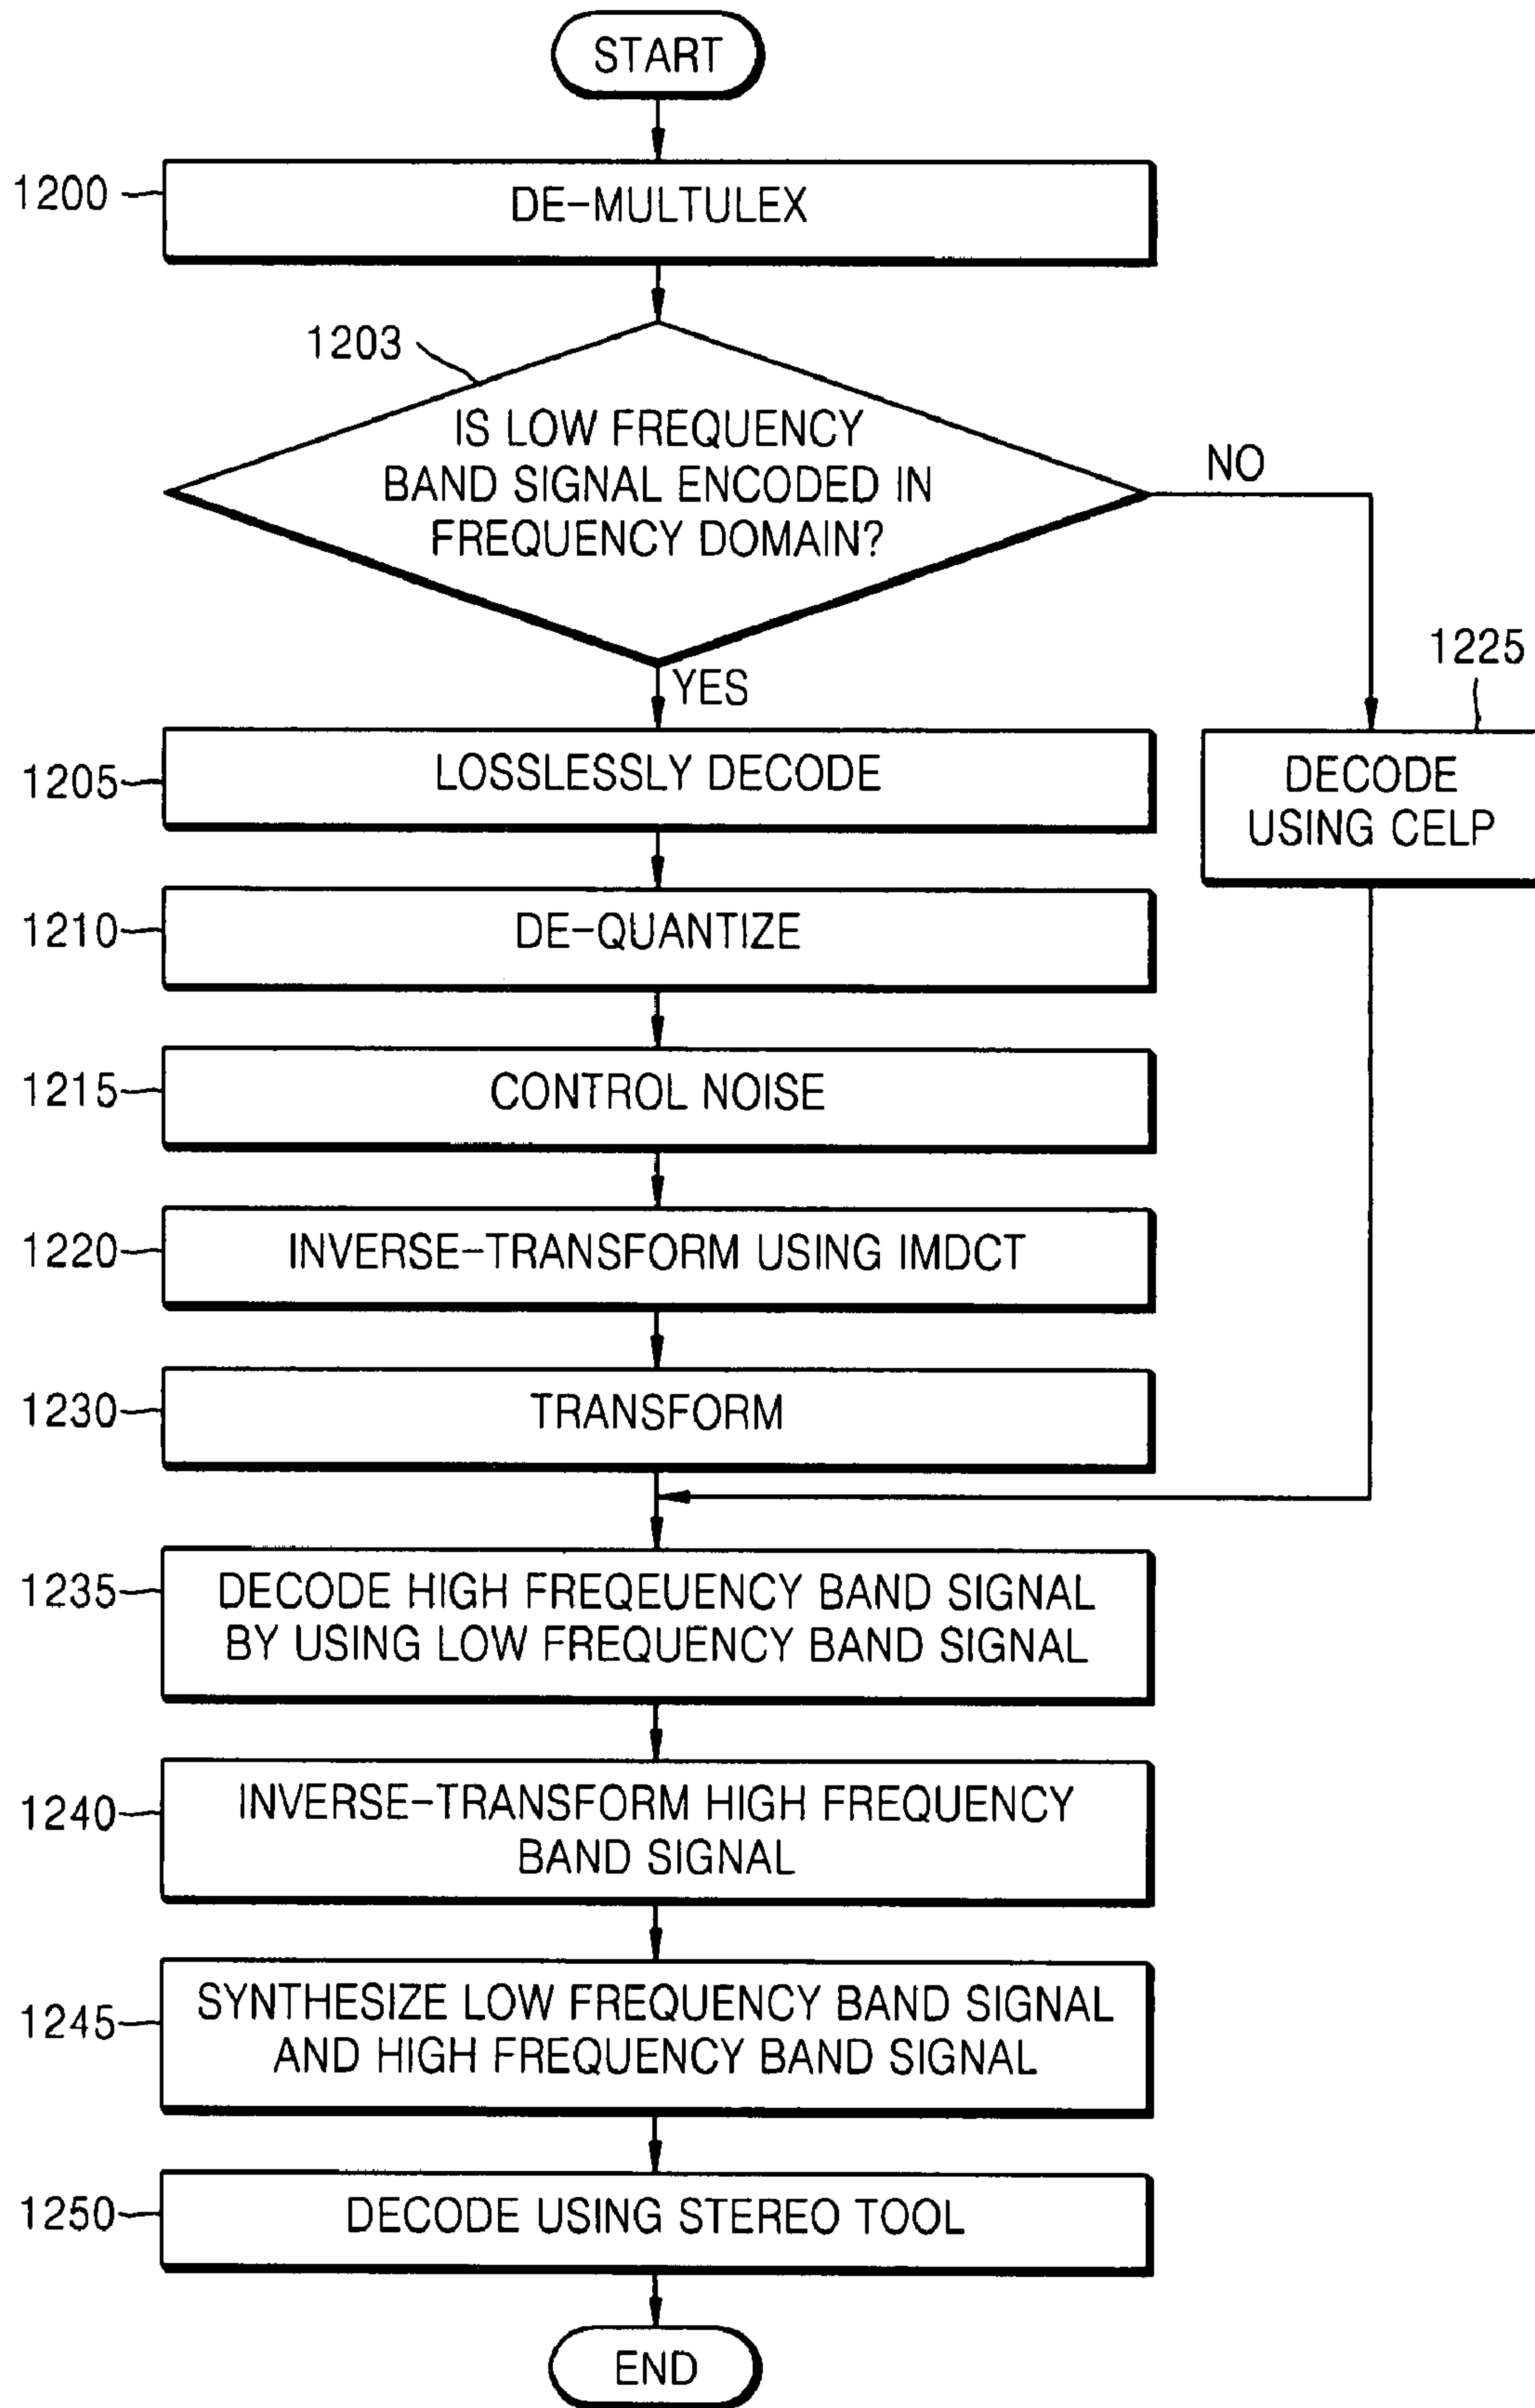 START
1200
DE-MULTULEX
1203
IS LOW FREQUENCY
BAND SIGNAL ENCODED IN
FREQUENCY DOMAIN?
NO
YES
1225
1205
LOSSLESSLY DECODE
DECODE
USING CELP
1210
DE-QUANTIZE
1215
CONTROL NOISE
1220
INVERSE-TRANSFORM USING IMDCT
1230
TRANSFORM
1235
DECODE HIGH FREQEUENCY BAND SIGNAL
BY USING LOW FREQUENCY BAND SIGNAL
1240
INVERSE-TRANSFORM HIGH FREQUENCY
BAND SIGNAL
1245
SYNTHESIZE LOW FREQUENCY BAND SIGNAL
AND HIGH FREQUENCY BAND SIGNAL
1250
DECODE USING STEREO TOOL
END